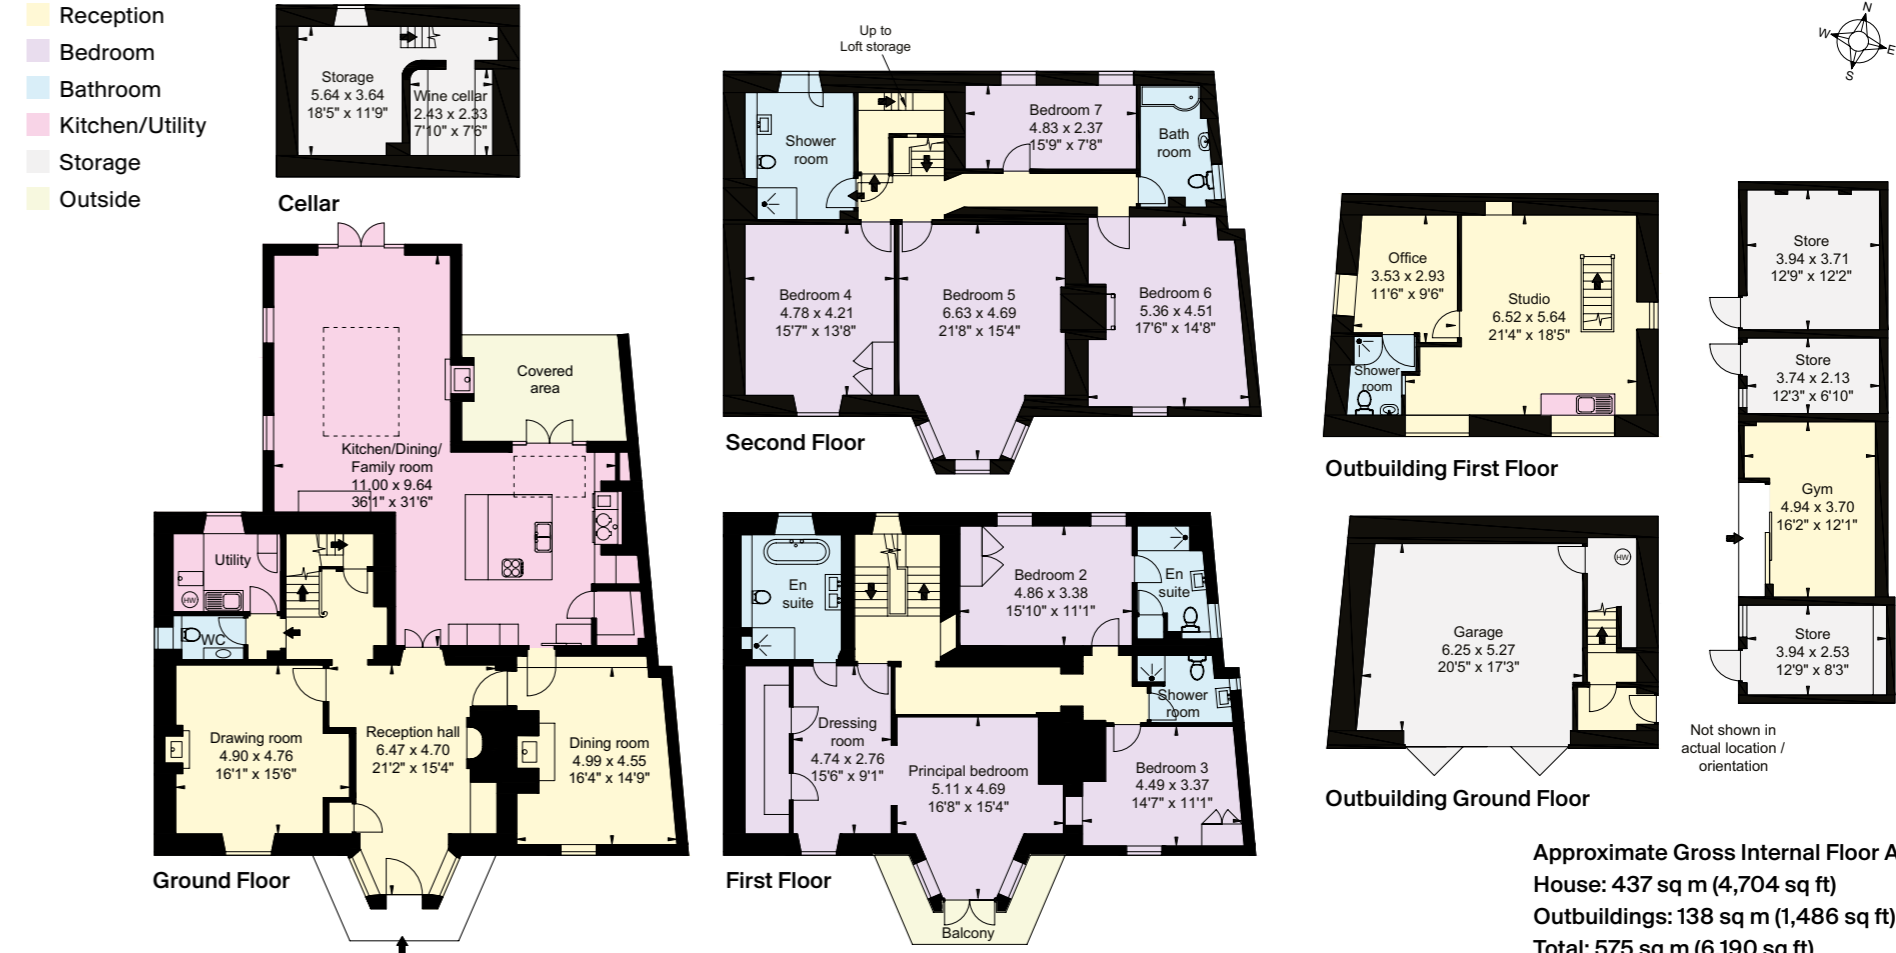 Reception
Bedroom
Bathroom
Kitchen/Utility
Storage
Outside
Storage
5.64 x 3.64
18'5" x 11'9"
Wine cellar
2.43 x 2.33
7'10" x 7'6"
Cellar
Up to
Loft storage
Shower
room
Bedroom 7
4.83 x 2.37
15'9" x 7'8"
Bath
room
Bedroom 4
4.78 x 4.21
15'7" x 13'8"
Bedroom 5
6.63 x 4.69
21'8" x 15'4"
Bedroom 6
5.36 x 4.51
17'6" x 14'8"
Second Floor
Covered
area
Kitchen/Dining/
Family room
11.00 x 9.64
36'1" x 31'6"
Utility
HW
WC
Drawing room
4.90 x 4.76
16'1" x 15'6"
Reception hall
6.47 x 4.70
21'2" x 15'4"
Dining room
4.99 x 4.55
16'4" x 14'9"
Ground Floor
En
suite
Bedroom 2
4.86 x 3.38
15'10" x 11'1"
En
suite
Shower
room
Dressing
room
4.74 x 2.76
15'6" x 9'1"
Principal bedroom
5.11 x 4.69
16'8" x 15'4"
Bedroom 3
4.49 x 3.37
14'7" x 11'1"
Balcony
First Floor
N
W
E
S
Office
3.53 x 2.93
11'6" x 9'6"
Studio
6.52 x 5.64
21'4" x 18'5"
Shower
room
Outbuilding First Floor
HW
Garage
6.25 x 5.27
20'5" x 17'3"
Outbuilding Ground Floor
Store
3.94 x 3.71
12'9" x 12'2"
Store
3.74 x 2.13
12'3" x 6'10"
Gym
4.94 x 3.70
16'2" x 12'1"
Store
3.94 x 2.53
12'9" x 8'3"
Not shown in
actual location /
orientation
Approximate Gross Internal Floor A
House: 437 sq m (4,704 sq ft)
Outbuildings: 138 sq m (1,486 sq ft)
Total: 575 sq m (6,190 sq ft)